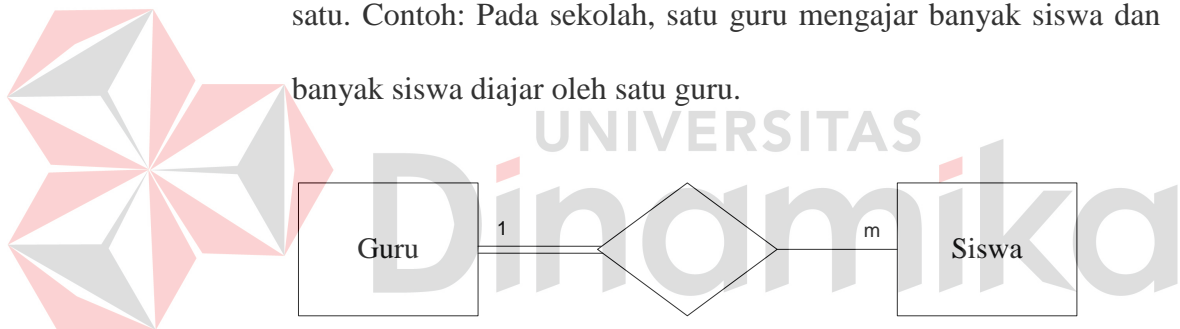 satu. Contoh: Pada sekolah, satu guru mengajar banyak siswa dan
banyak siswa diajar oleh satu guru.
UNIVERSITAS
Dinamika
Guru
1
m
Siswa